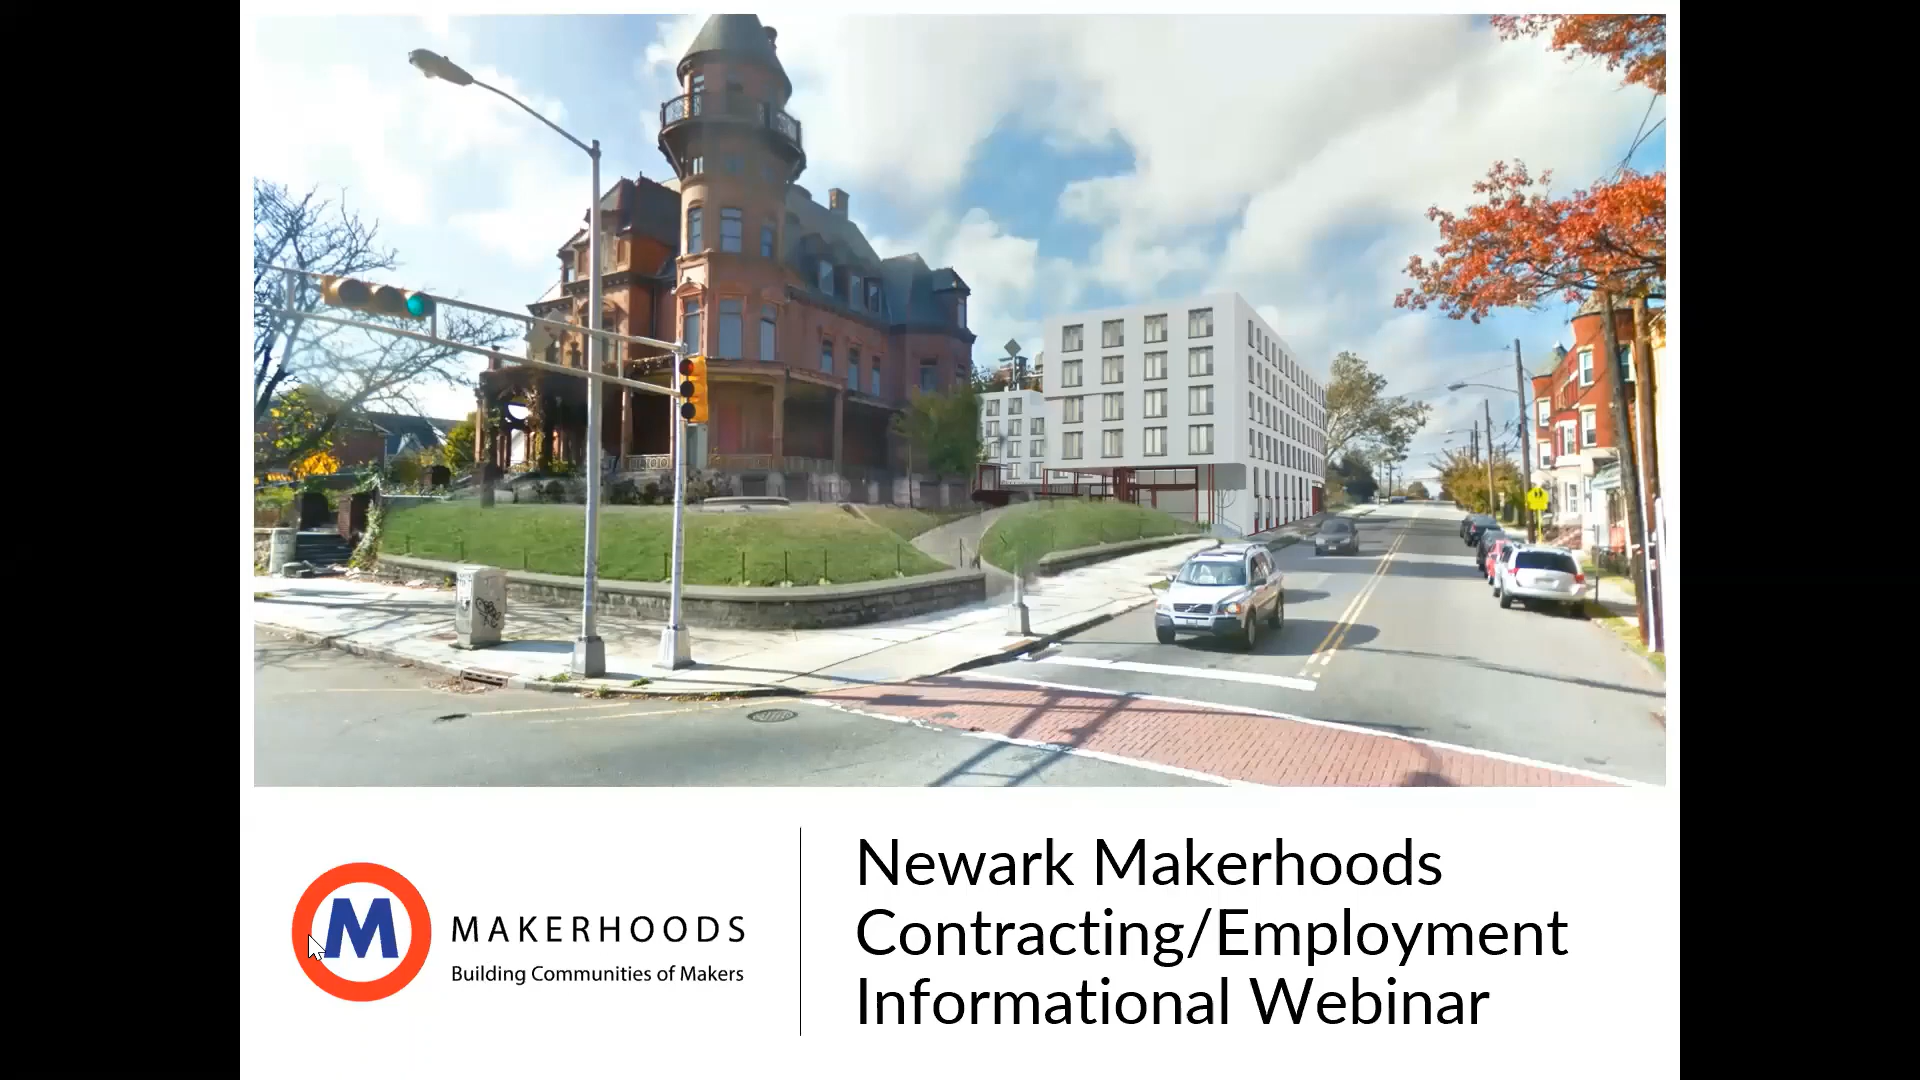 M
MAKERHOODS
Building Communities of Makers
Newark Makerhoods
Contracting/Employment
Informational Webinar